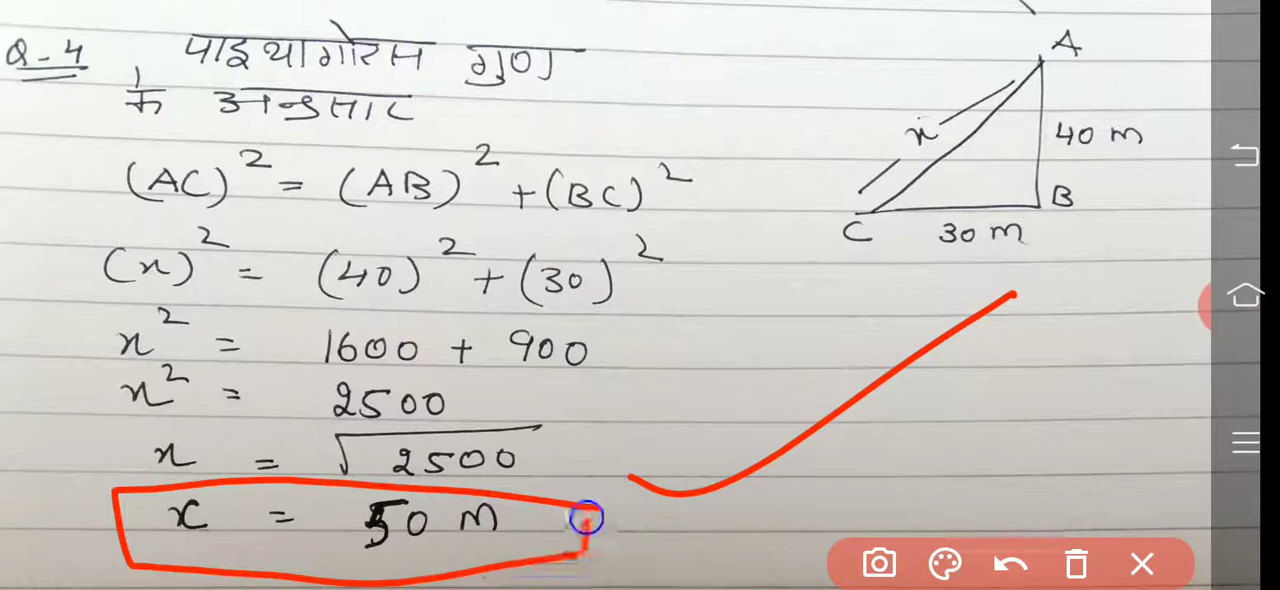 Q-4 पाइथागोरस गुण
के अनुसार
(AC)² = (AB)² + (BC)²
(x)² = (40)² + (30)²
x² = 1600 + 900
x² = 2500
x = √2500
x = 50 m
A
x
40 m
B
C
30 m